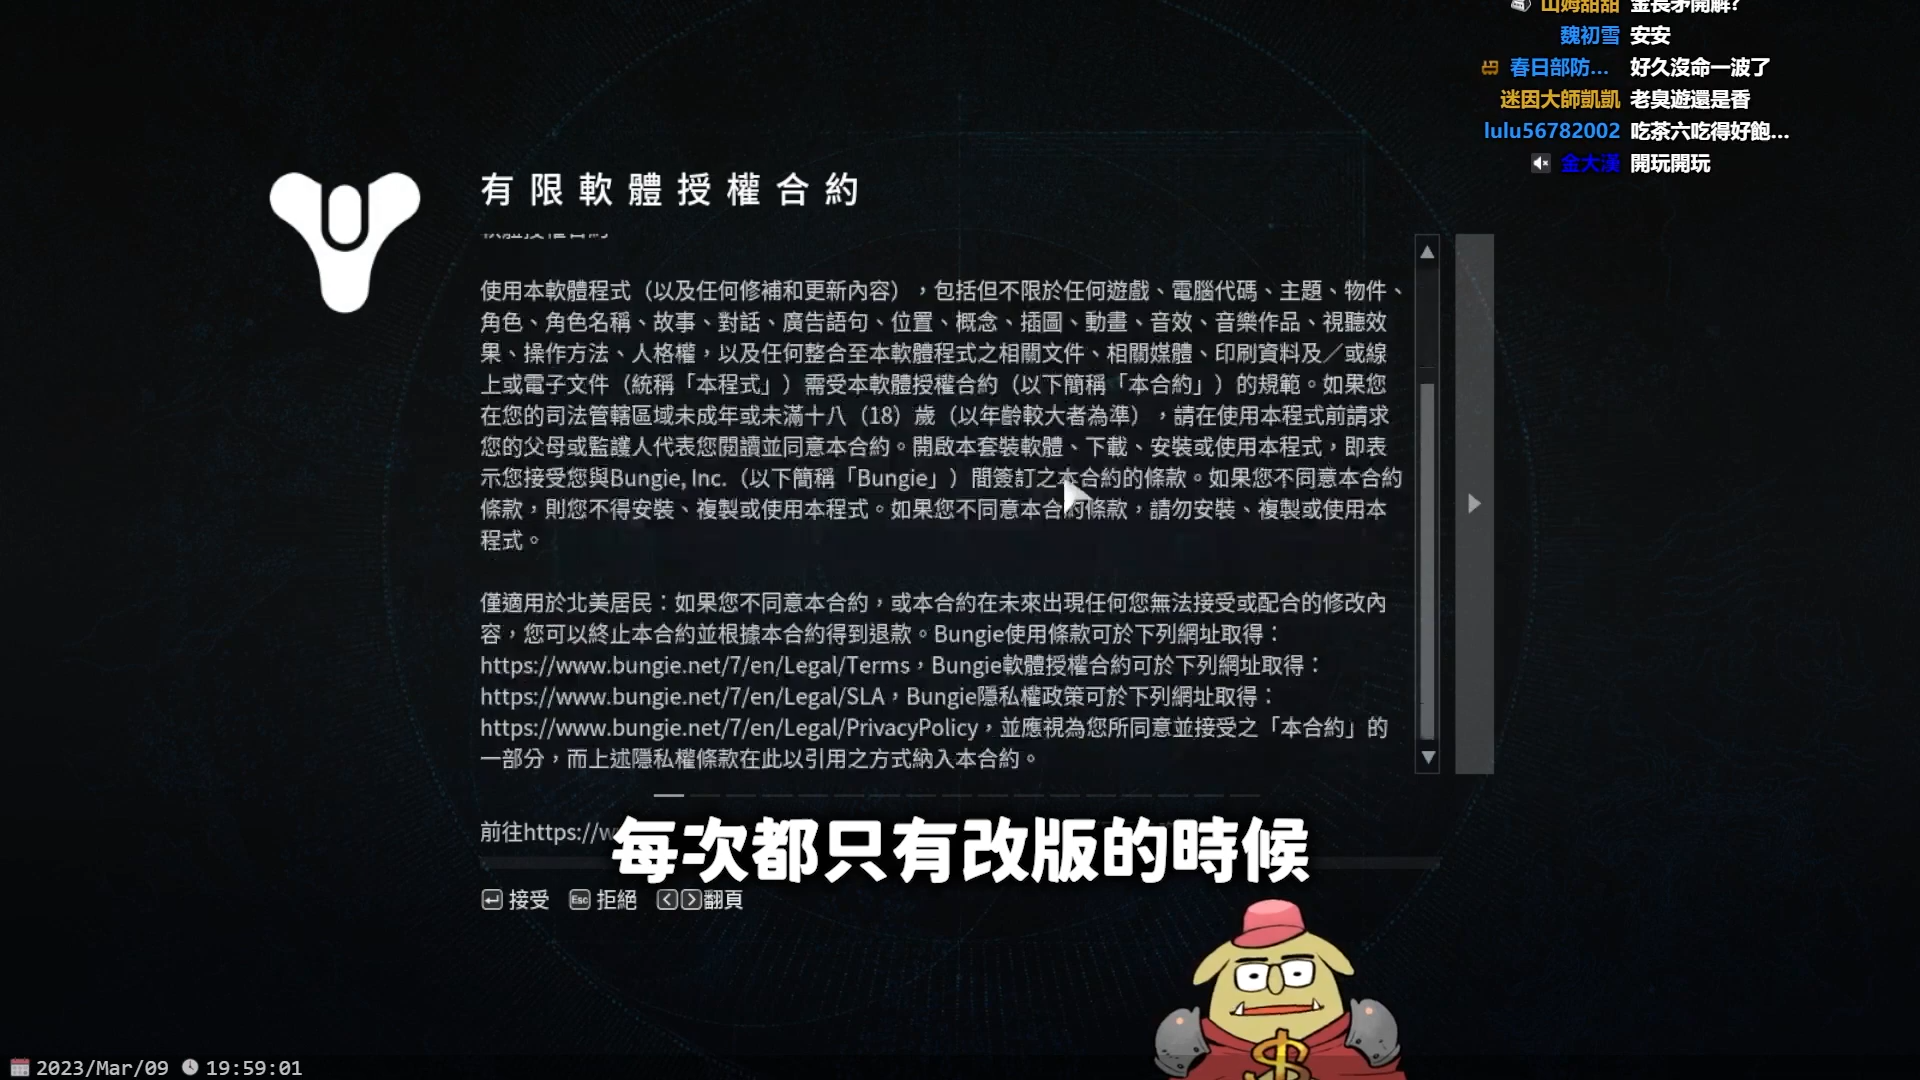 山姆甜甜 金長矛開解?
魏初雪 安安
春日部防... 好久沒命一波了
迷因大師凱凱 老臭遊還是香
lulu56782002 吃茶六吃得好飽...
金大漢 開玩開玩
有限軟體授權合約
軟體授權合約
使用本軟體程式（以及任何修補和更新內容），包括但不限於任何遊戲、電腦代碼、主題、物件、
角色、角色名稱、故事、對話、廣告語句、位置、概念、插圖、動畫、音效、音樂作品、視聽效
果、操作方法、人格權，以及任何整合至本軟體程式之相關文件、相關媒體、印刷資料及／或線
上或電子文件（統稱「本程式」）需受本軟體授權合約（以下簡稱「本合約」）的規範。如果您
在您的司法管轄區域未成年或未滿十八（18）歲（以年齡較大者為準），請在使用本程式前請求
您的父母或監護人代表您閱讀並同意本合約。開啟本套裝軟體、下載、安裝或使用本程式，即表
示您接受您與Bungie, Inc.（以下簡稱「Bungie」）間簽訂之本合約的條款。如果您不同意本合約
條款，則您不得安裝、複製或使用本程式。如果您不同意本合約條款，請勿安裝、複製或使用本
程式。
僅適用於北美居民：如果您不同意本合約，或本合約在未來出現任何您無法接受或配合的修改內
容，您可以終止本合約並根據本合約得到退款。Bungie使用條款可於下列網址取得：
https://www.bungie.net/7/en/Legal/Terms，Bungie軟體授權合約可於下列網址取得：
https://www.bungie.net/7/en/Legal/SLA，Bungie隱私權政策可於下列網址取得：
https://www.bungie.net/7/en/Legal/PrivacyPolicy，並應視為您所同意並接受之「本合約」的
一部分，而上述隱私權條款在此以引用之方式納入本合約。
前往https://w
每次都只有改版的時候
接受 Esc 拒絕 翻頁
2023/Mar/09 19:59:01